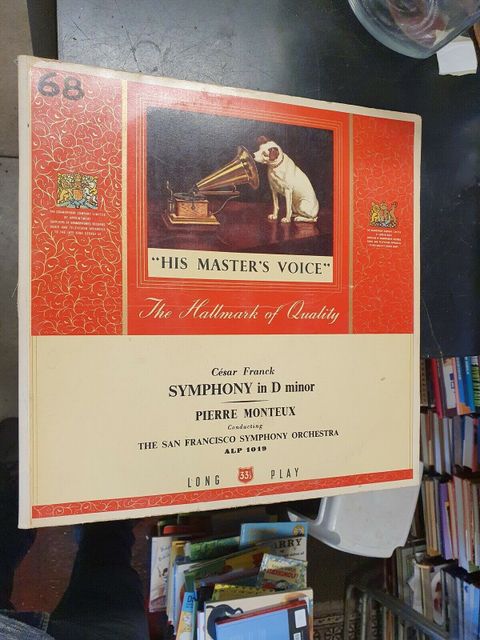 68
"HIS MASTER'S VOICE"
The Hallmark of Quality
César Franck
SYMPHONY in D minor
PIERRE MONTEUX
Conducting
THE SAN FRANCISCO SYMPHONY ORCHESTRA
ALP 1019
LONG 33⅓ PLAY